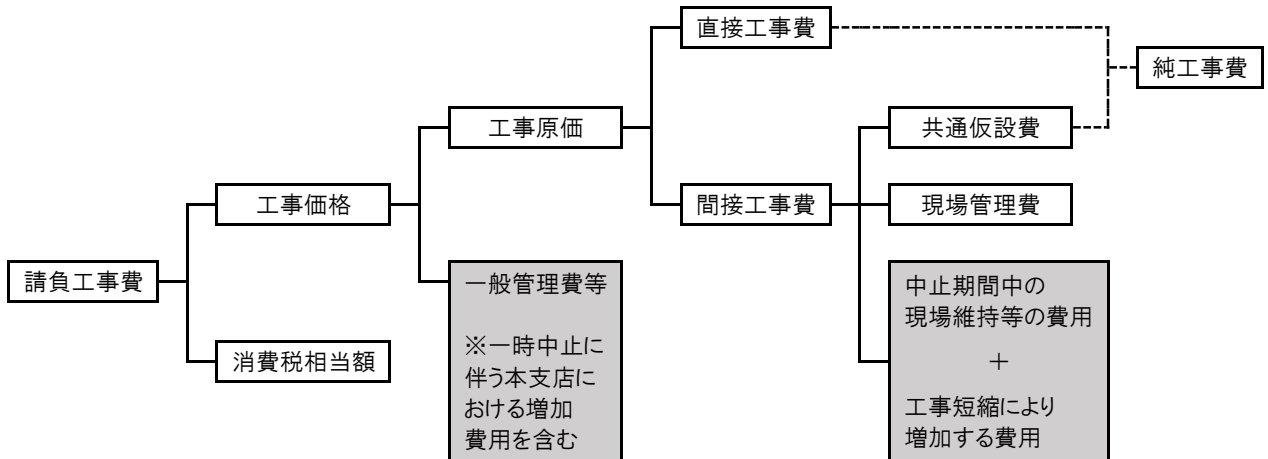 直接工事費
純工事費
工事原価
共通仮設費
工事価格
間接工事費
現場管理費
請負工事費
一般管理費等
※一時中止に
伴う本支店に
おける増加
費用を含む
中止期間中の
現場維持等の費用
＋
工事短縮により
増加する費用
消費税相当額